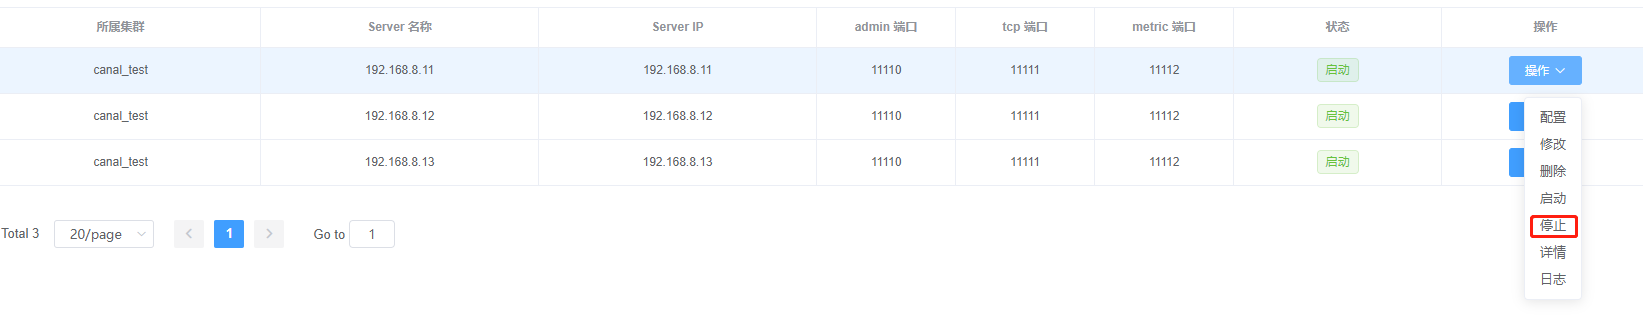 所属集群 Server 名称 Server IP admin 端口 tcp 端口 metric 端口 状态 操作
canal_test 192.168.8.11 192.168.8.11 11110 11111 11112 启动 操作
canal_test 192.168.8.12 192.168.8.12 11110 11111 11112 启动
canal_test 192.168.8.13 192.168.8.13 11110 11111 11112 启动
配置
修改
删除
启动
停止
详情
日志
Total 3 20/page 1 Go to 1